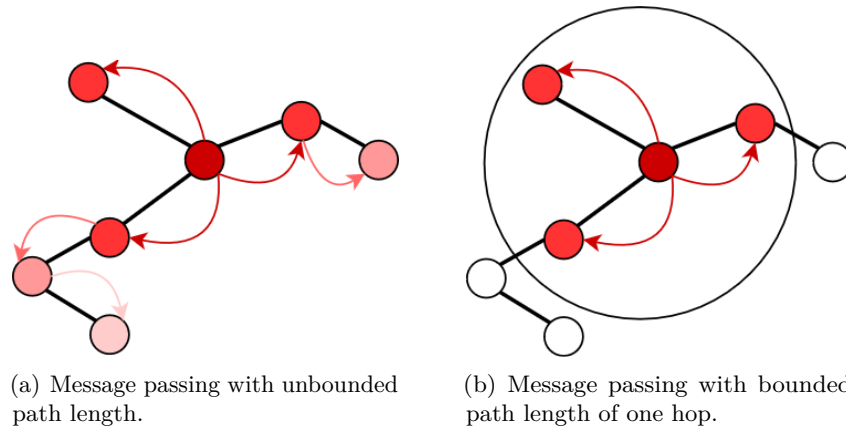 (a) Message passing with unbounded
path length.
(b) Message passing with bounded
path length of one hop.